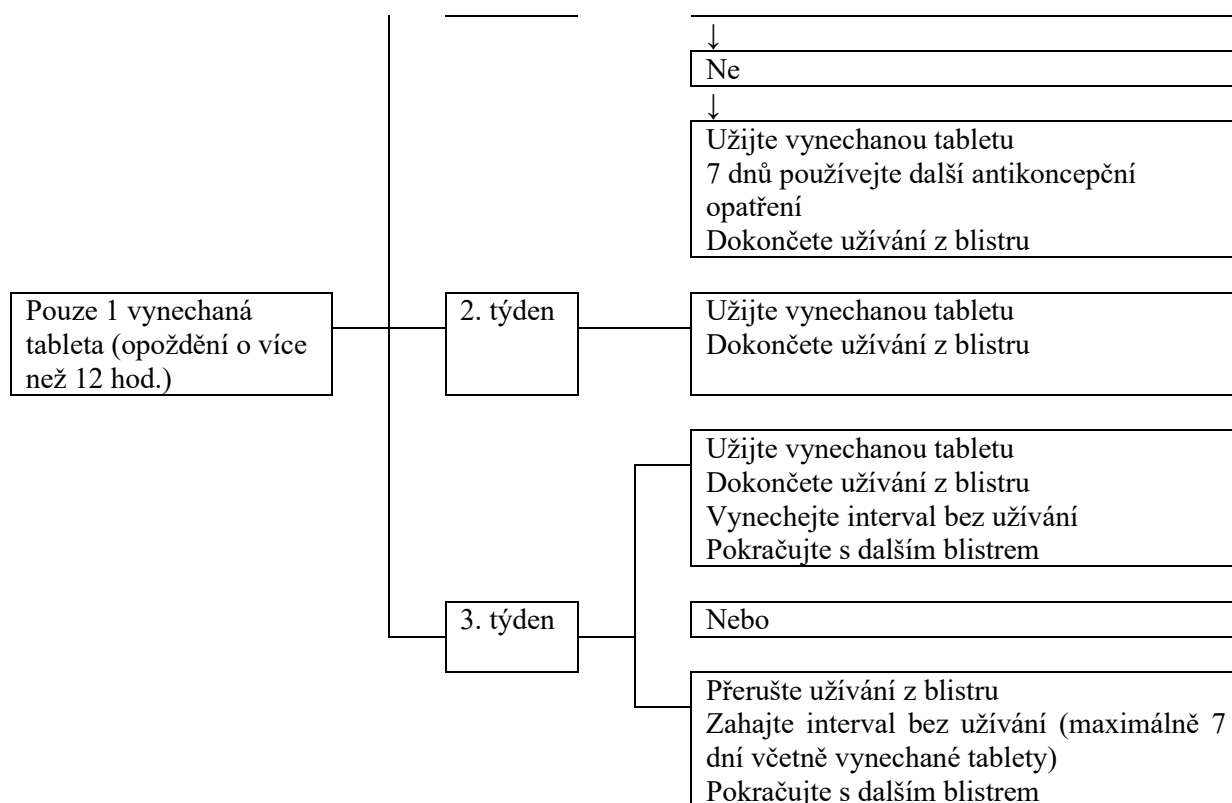 ↓
Ne
↓
Užijte vynechanou tabletu
7 dnů používejte další antikoncepční
opatření
Dokončete užívání z blistru
Pouze 1 vynechaná
tableta (opoždění o více
než 12 hod.)
2. týden
Užijte vynechanou tabletu
Dokončete užívání z blistru
Užijte vynechanou tabletu
Dokončete užívání z blistru
Vynechejte interval bez užívání
Pokračujte s dalším blistrem
3. týden
Nebo
Přerušte užívání z blistru
Zahajte interval bez užívání (maximálně 7
dní včetně vynechané tablety)
Pokračujte s dalším blistrem